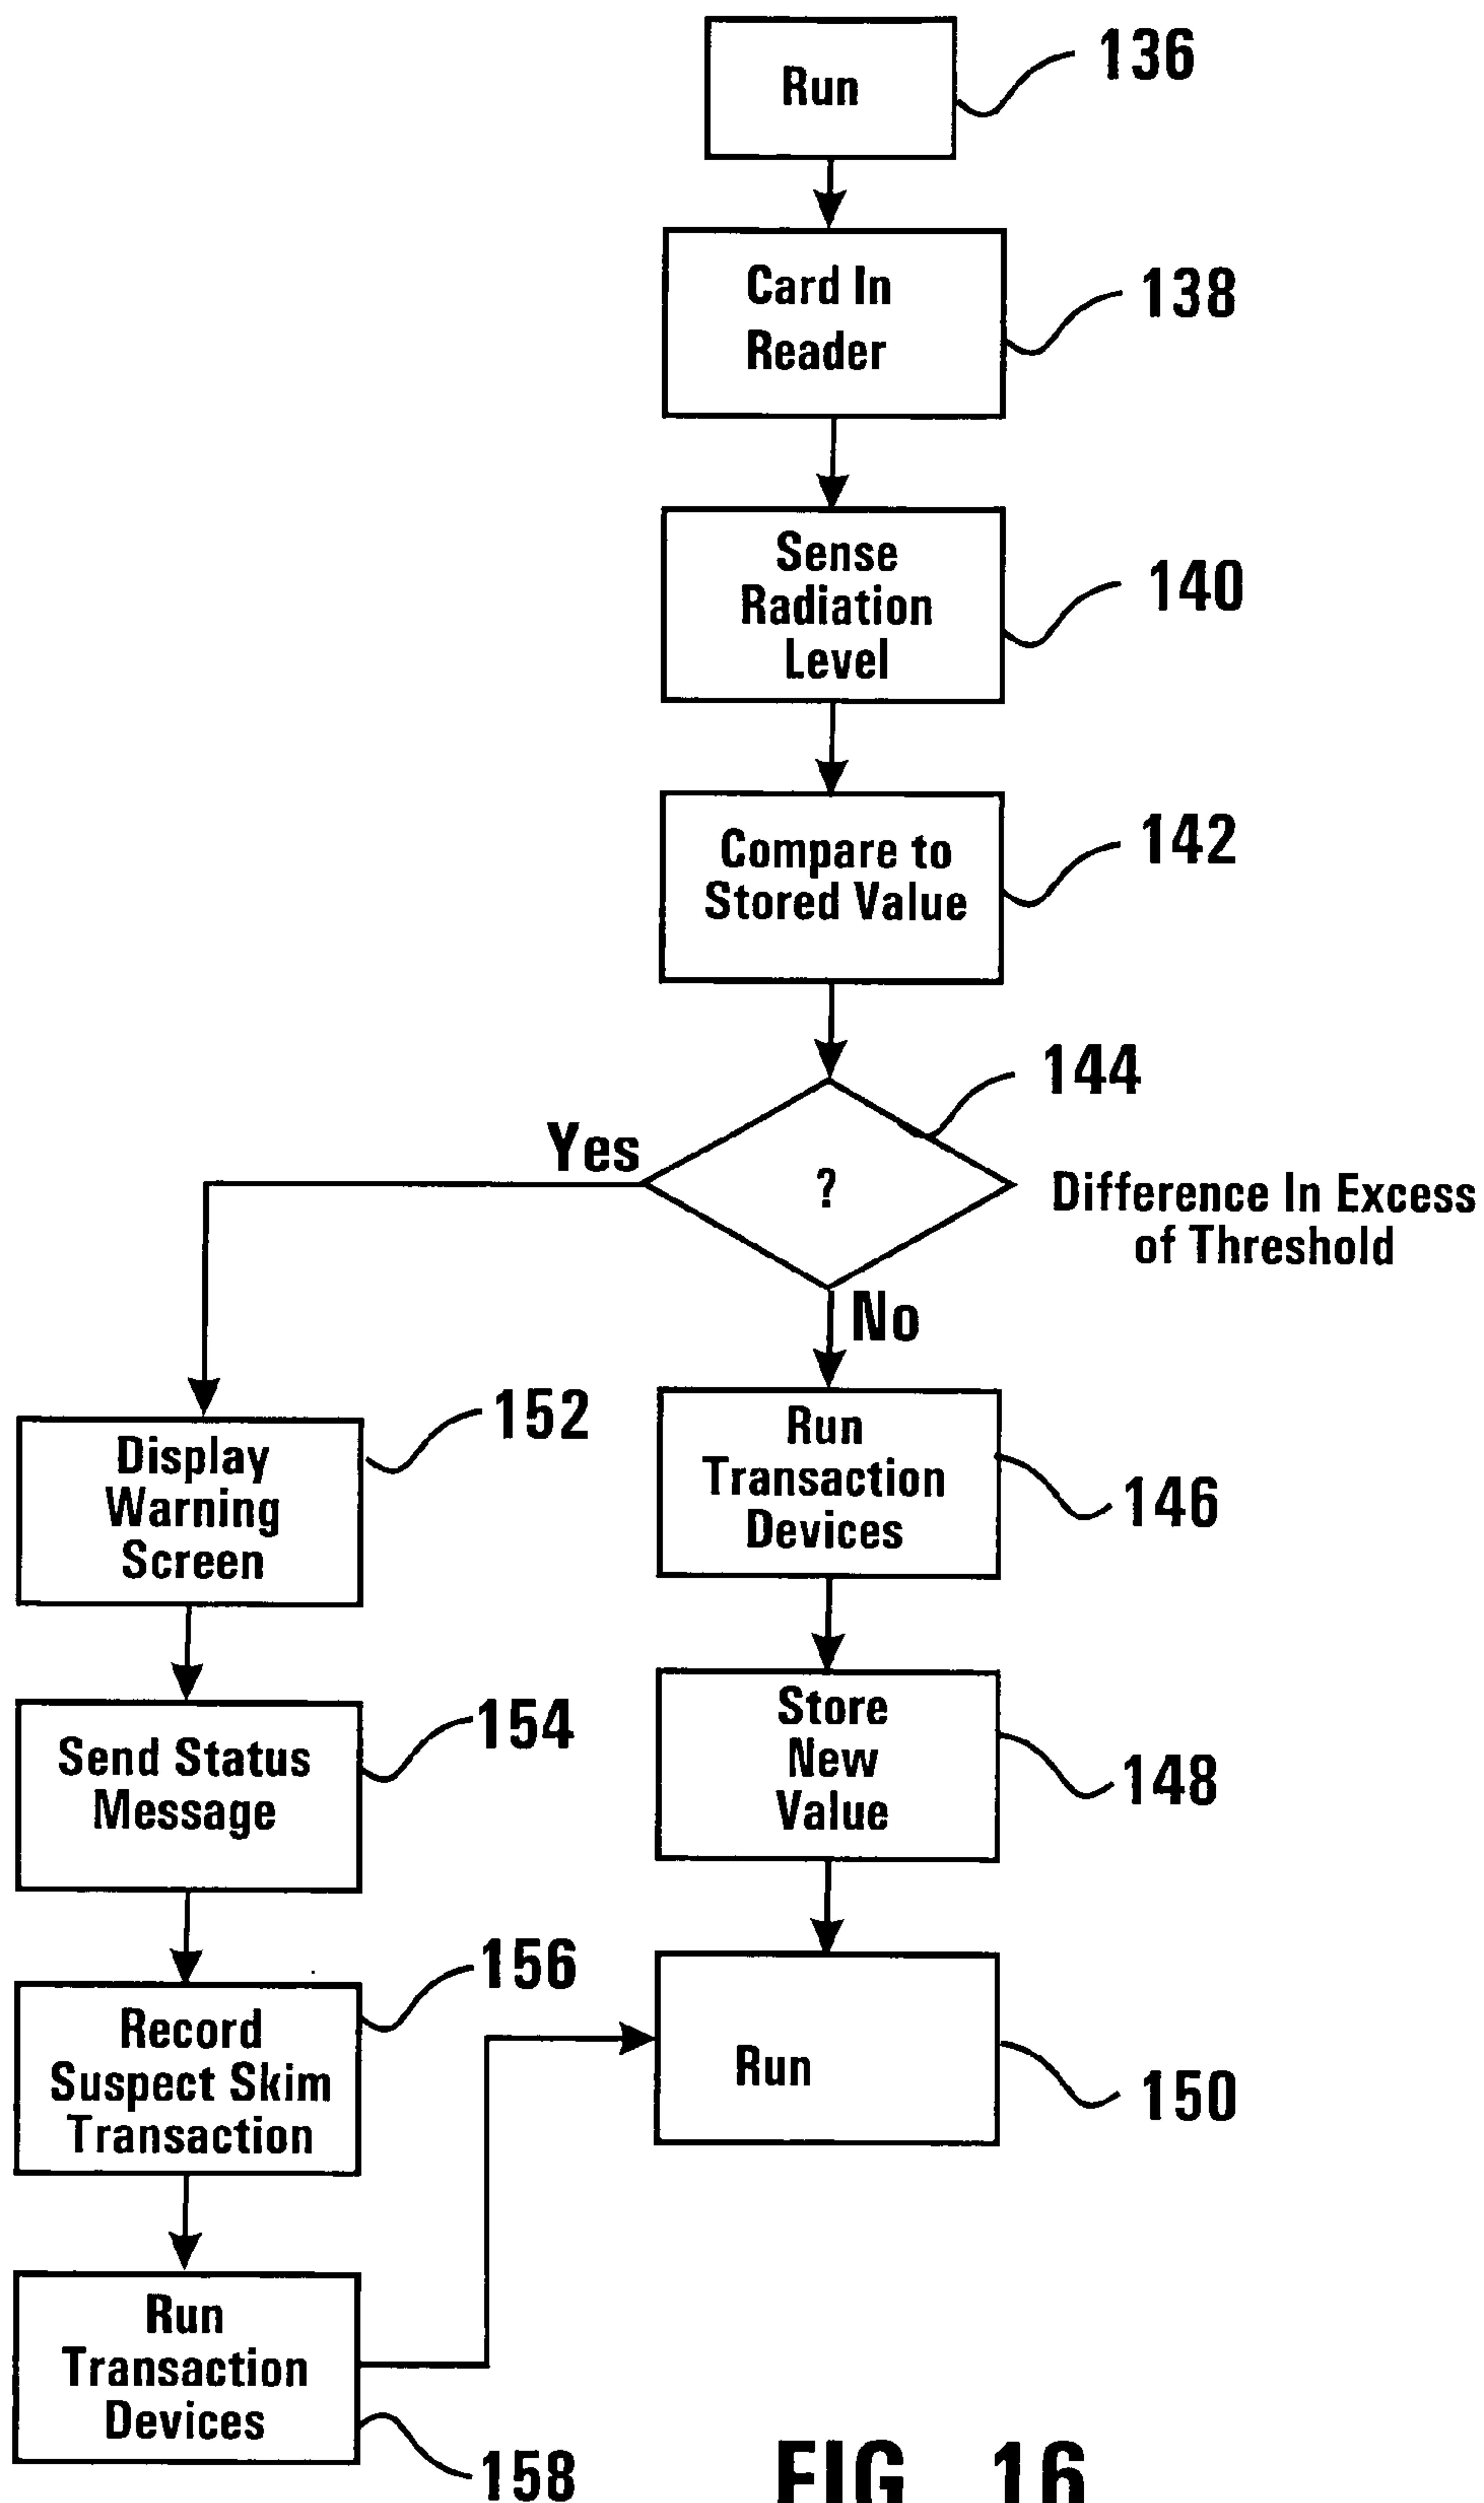 Run
136
Card In
Reader
138
Sense
Radiation
Level
140
Compare to
Stored Value
142
144
Yes
?
Difference In Excess
of Threshold
No
Display
Warning
Screen
152
Run
Transaction
Devices
146
Send Status
Message
154
Store
New
Value
148
Record
Suspect Skim
Transaction
156
Run
150
Run
Transaction
Devices
158
FIG 16